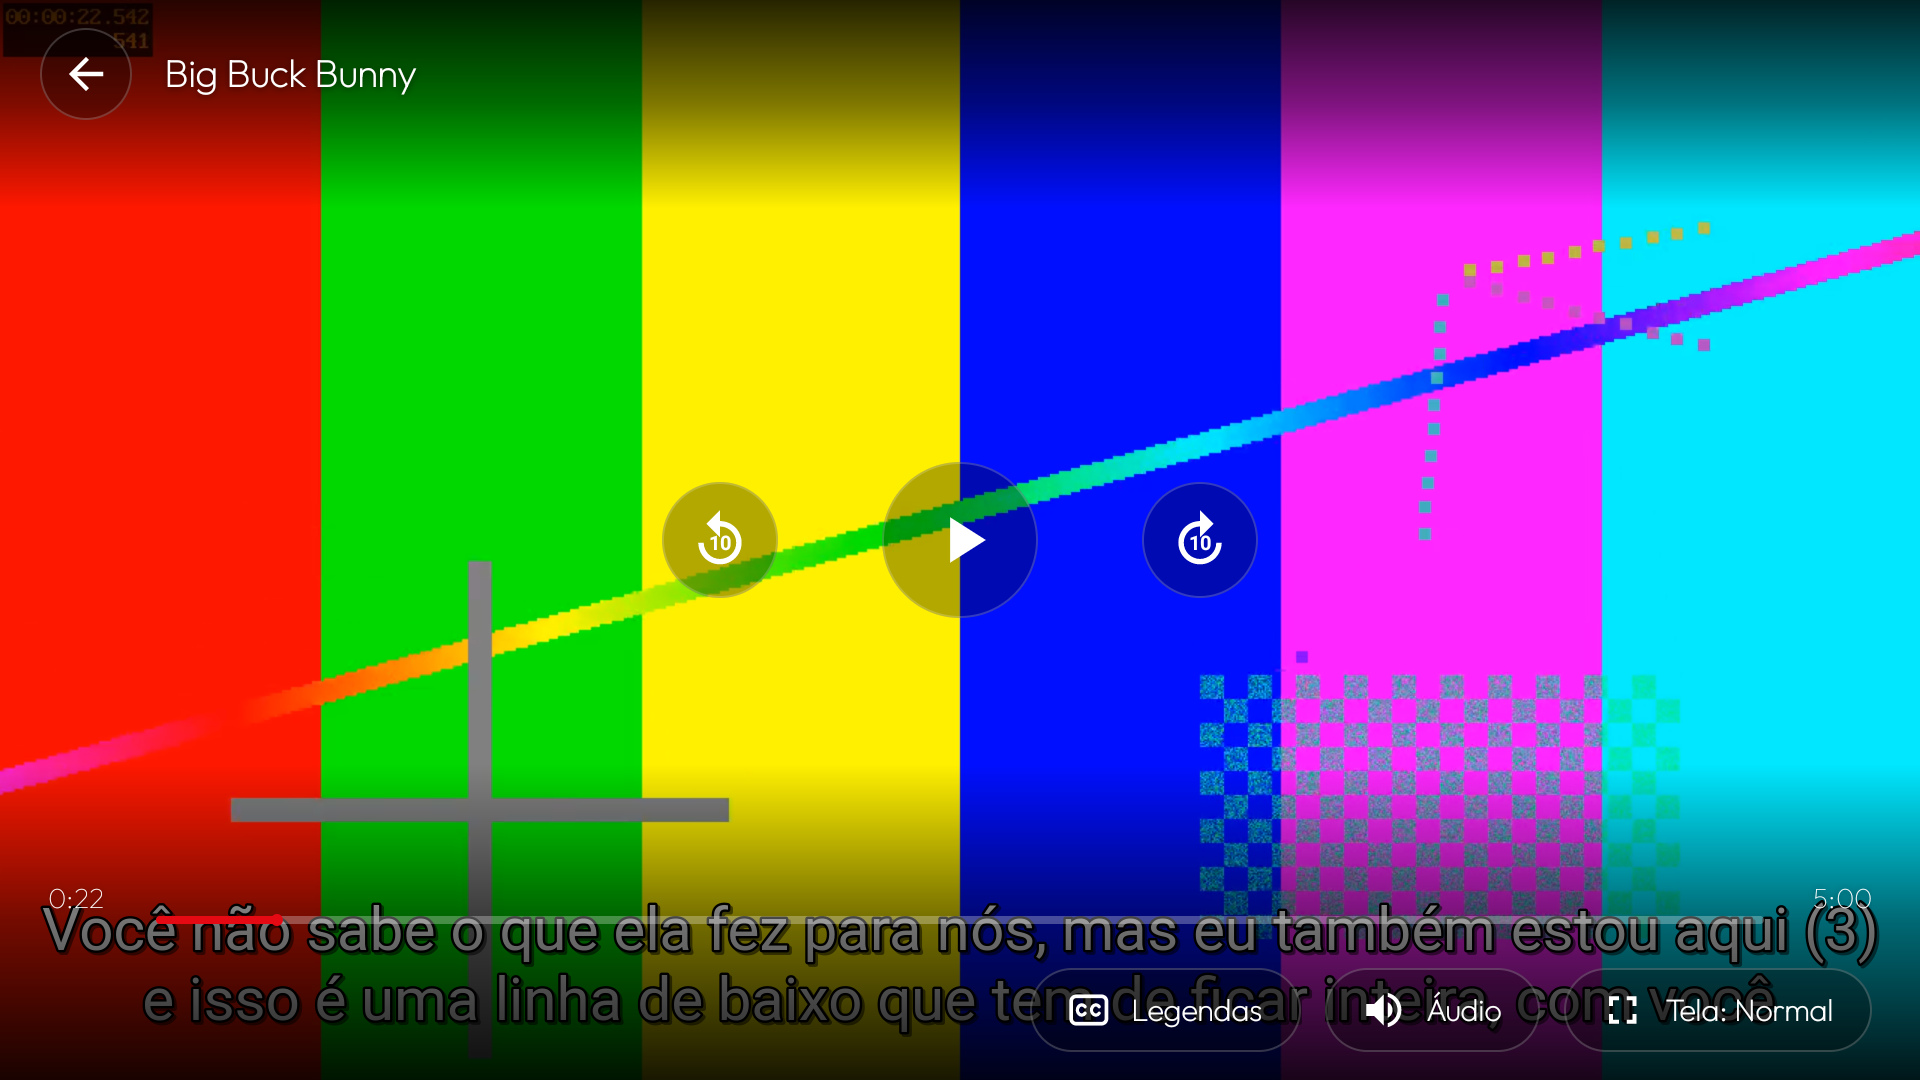 00:00:22.542
541
Big Buck Bunny
10
10
0:22
5:00
Você não sabe o que ela fez para nós, mas eu também estou aqui (3)
e isso é uma linha de baixo que tem de ficar inteira, com você
Legendas
Áudio
Tela: Normal